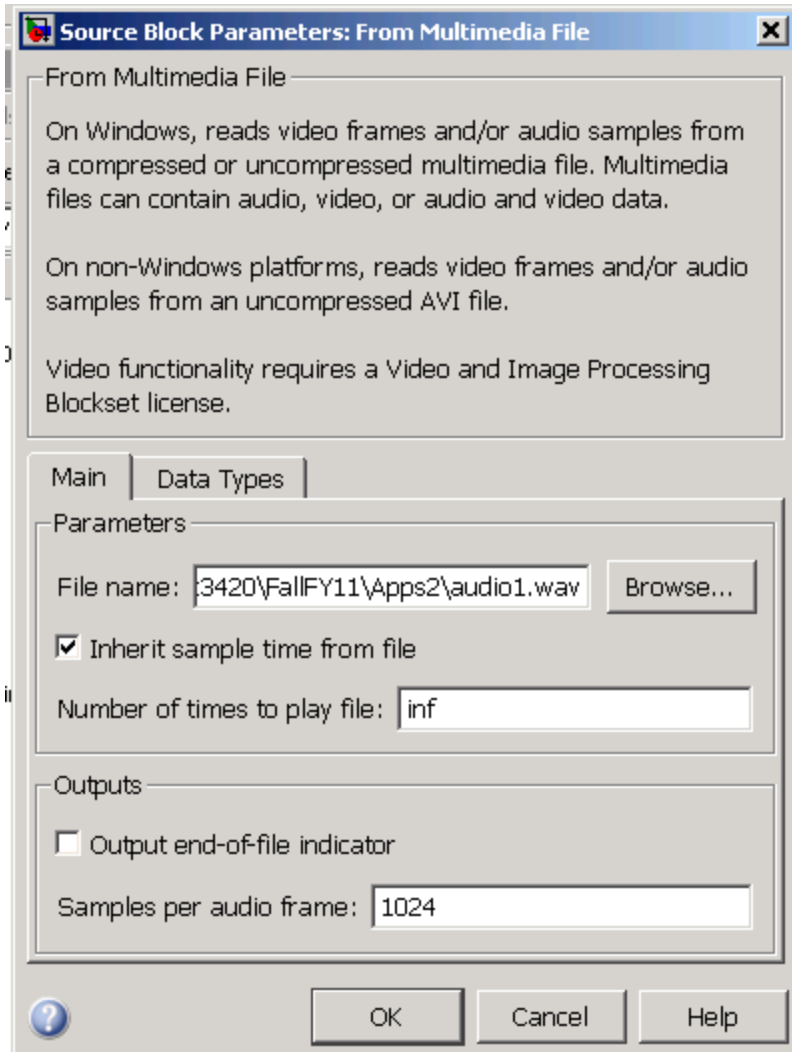 Source Block Parameters: From Multimedia File
From Multimedia File
On Windows, reads video frames and/or audio samples from
a compressed or uncompressed multimedia file. Multimedia
files can contain audio, video, or audio and video data.
On non-Windows platforms, reads video frames and/or audio
samples from an uncompressed AVI file.
Video functionality requires a Video and Image Processing
Blockset license.
Main Data Types
Parameters
File name: :3420\FallFY11\Apps2\audio1.wav Browse...
Inherit sample time from file
Number of times to play file: inf
Outputs
Output end-of-file indicator
Samples per audio frame: 1024
OK Cancel Help